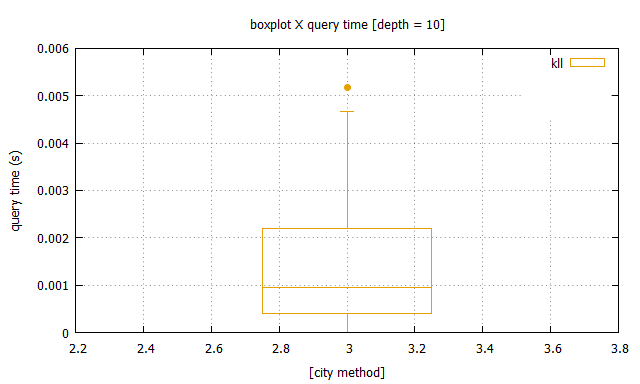 boxplot X query time [depth = 10]
0.006
kll
0.005
0.004
0.003
0.002
0.001
0
query time (s)
2.2 2.4 2.6 2.8 3 3.2 3.4 3.6 3.8
[city method]